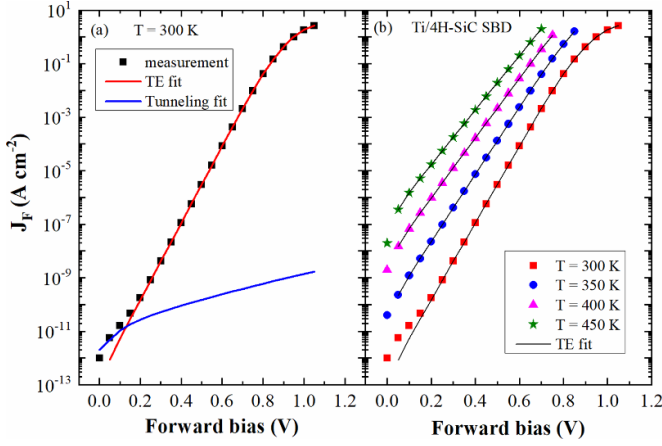 (a) T = 300 K
measurement
TE fit
Tunneling fit
(b) Ti/4H-SiC SBD
T = 300 K
T = 350 K
T = 400 K
T = 450 K
TE fit
J_F (A cm⁻²)
10¹
10⁻¹
10⁻³
10⁻⁵
10⁻⁷
10⁻⁹
10⁻¹¹
10⁻¹³
0.0 0.2 0.4 0.6 0.8 1.0 1.2 0.0 0.2 0.4 0.6 0.8 1.0 1.2
Forward bias (V) Forward bias (V)